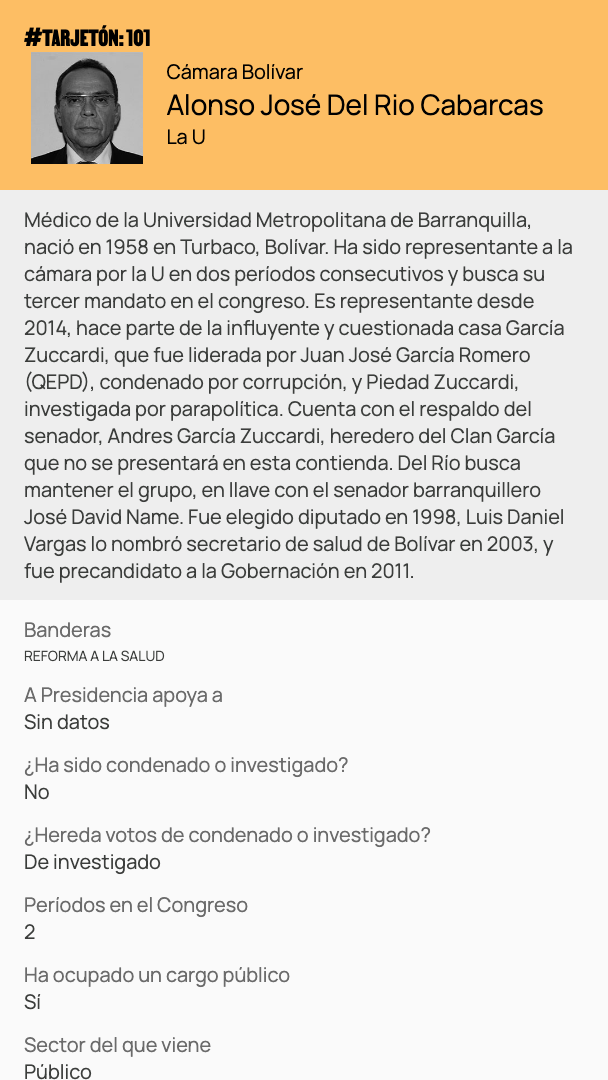 #TARJETÓN: 101
Cámara Bolívar
Alonso José Del Rio Cabarcas
La U
Médico de la Universidad Metropolitana de Barranquilla,
nació en 1958 en Turbaco, Bolívar. Ha sido representante a la
cámara por la U en dos períodos consecutivos y busca su
tercer mandato en el congreso. Es representante desde
2014, hace parte de la influyente y cuestionada casa García
Zuccardi, que fue liderada por Juan José García Romero
(QEPD), condenado por corrupción, y Piedad Zuccardi,
investigada por parapolítica. Cuenta con el respaldo del
senador, Andres García Zuccardi, heredero del Clan García
que no se presentará en esta contienda. Del Río busca
mantener el grupo, en llave con el senador barranquillero
José David Name. Fue elegido diputado en 1998, Luis Daniel
Vargas lo nombró secretario de salud de Bolívar en 2003, y
fue precandidato a la Gobernación en 2011.
Banderas
REFORMA A LA SALUD
A Presidencia apoya a
Sin datos
¿Ha sido condenado o investigado?
No
¿Hereda votos de condenado o investigado?
De investigado
Períodos en el Congreso
2
Ha ocupado un cargo público
Sí
Sector del que viene
Público